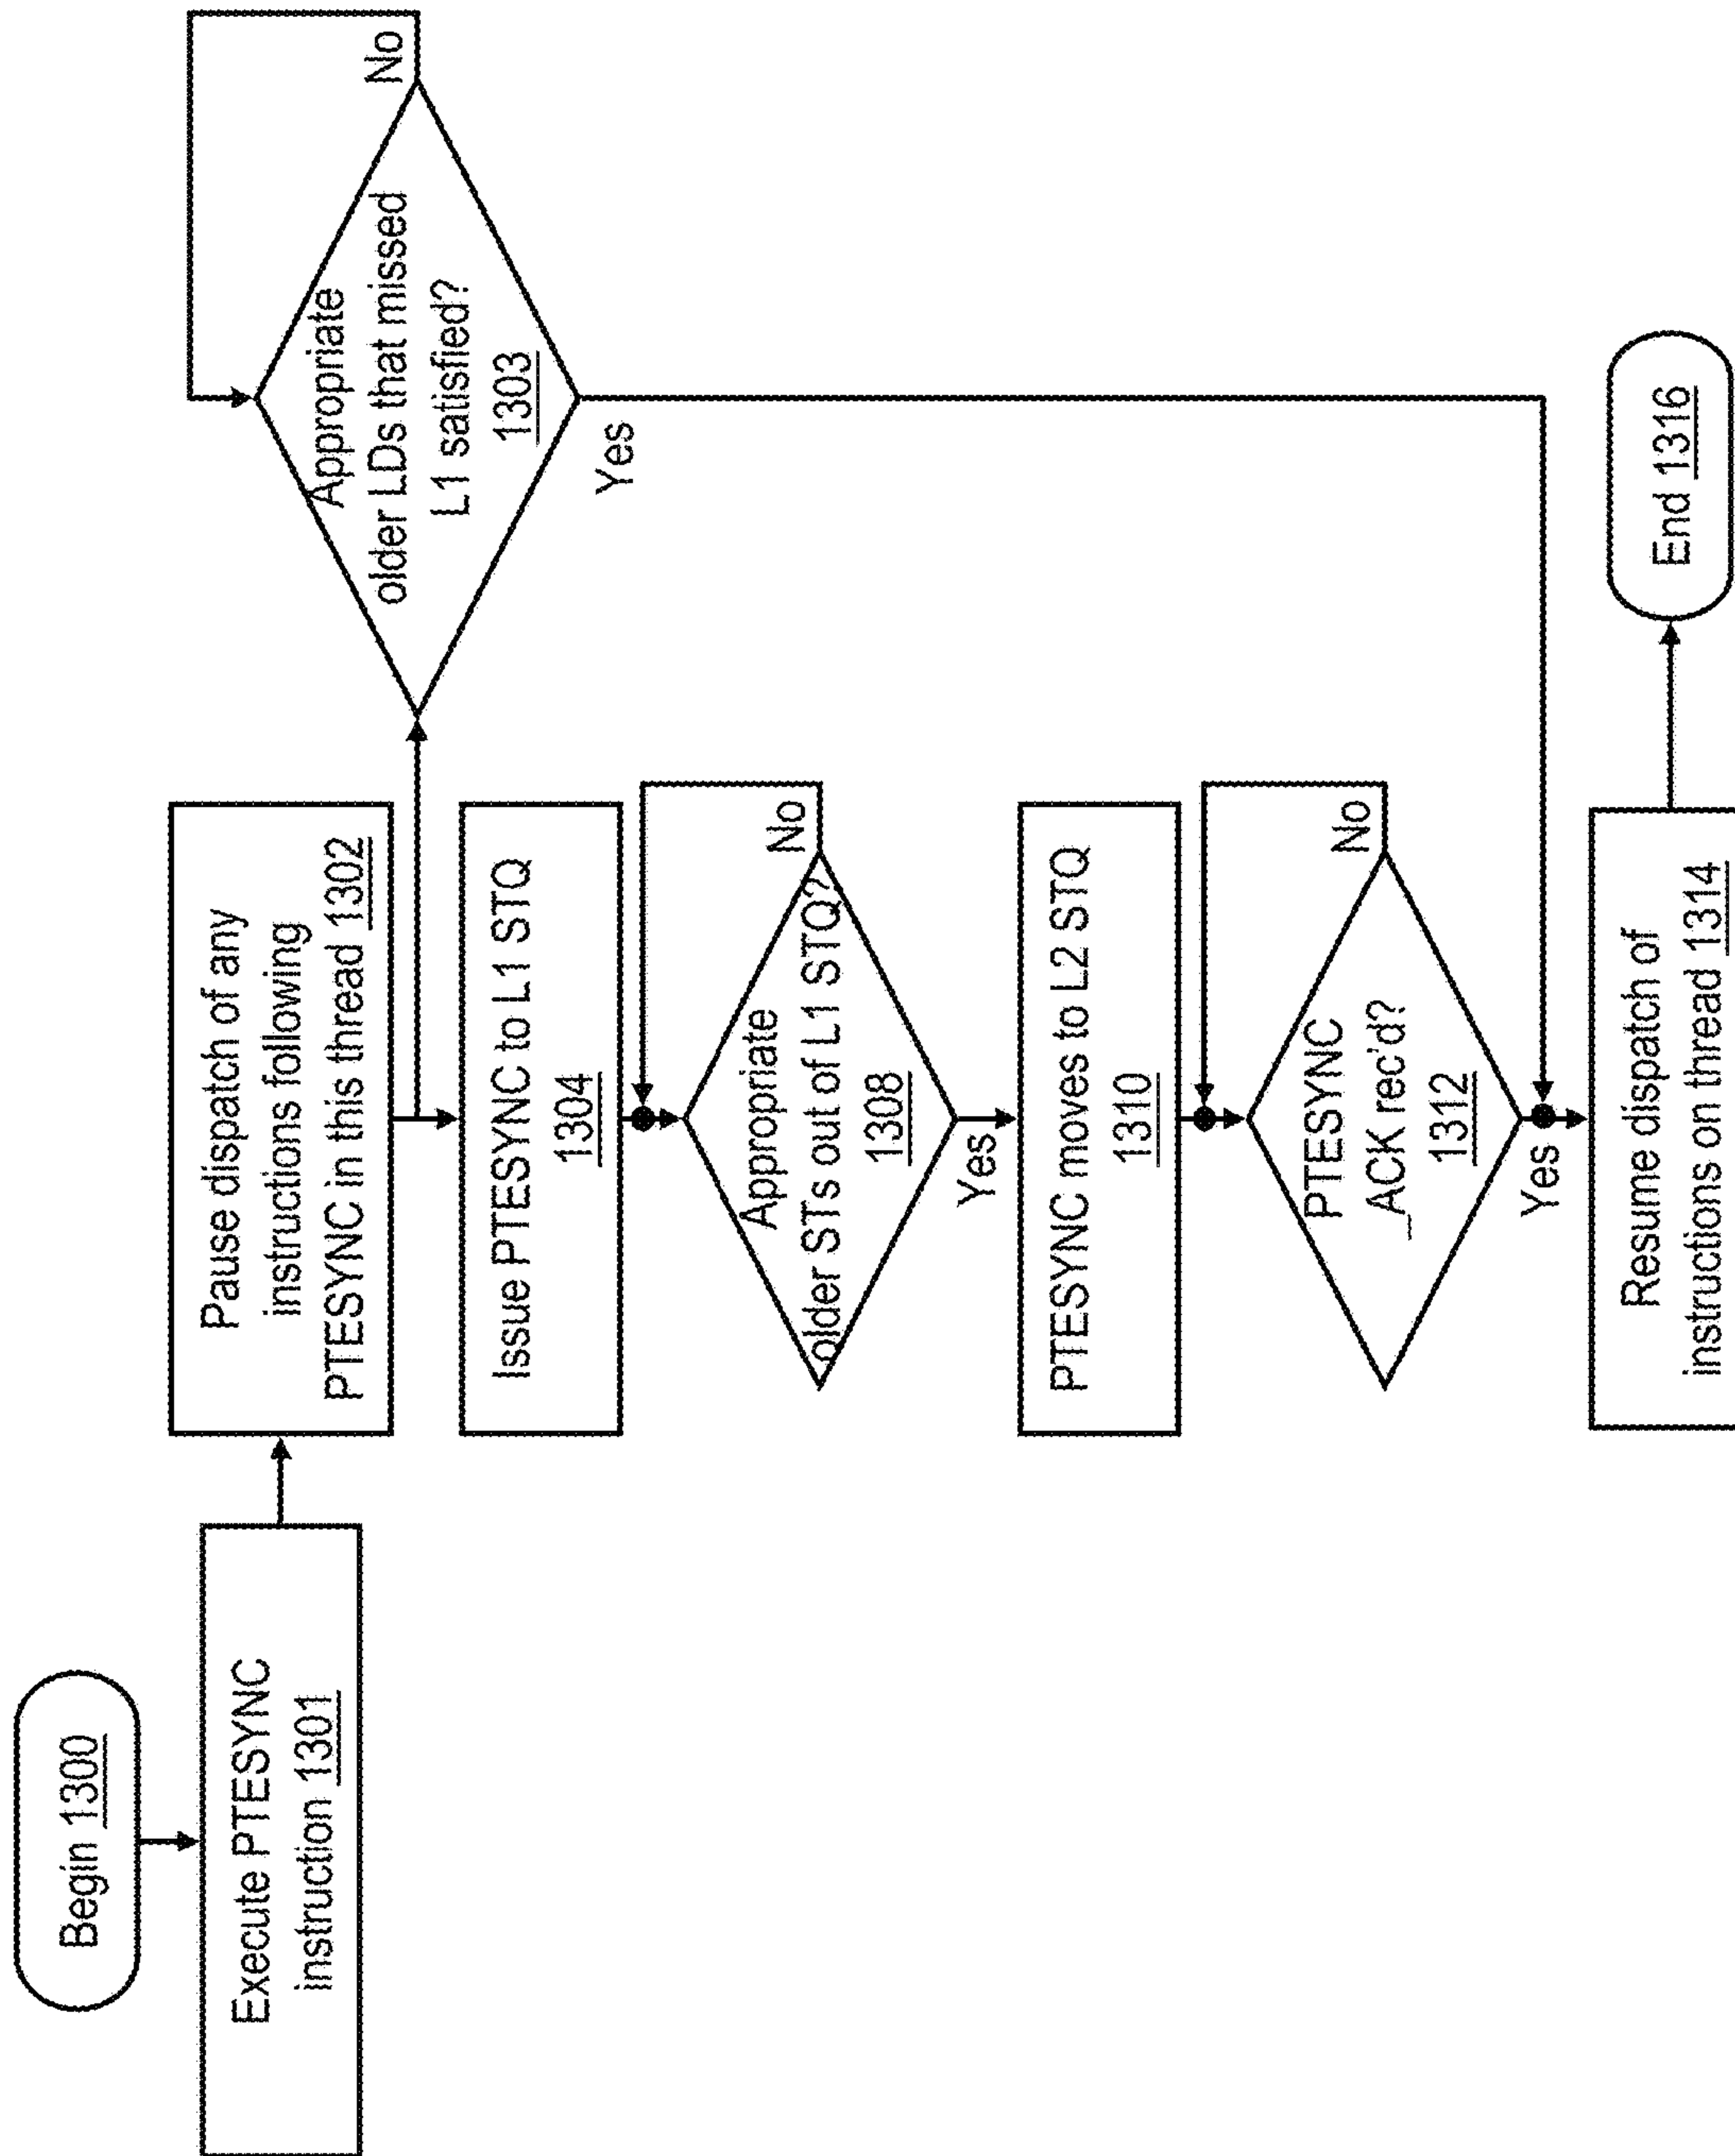 Begin 1300
Execute PTESYNC
instruction 1301
Pause dispatch of any
instructions following
PTESYNC in this thread 1302
Appropriate
older LDs that missed
L1 satisfied?
1303
No
Yes
Issue PTESYNC to L1 STQ
1304
Appropriate
older STs out of L1 STQ?
1308
No
Yes
PTESYNC moves to L2 STQ
1310
PTESYNC
_ACK rec'd?
1312
No
Yes
Resume dispatch of
instructions on thread 1314
End 1316